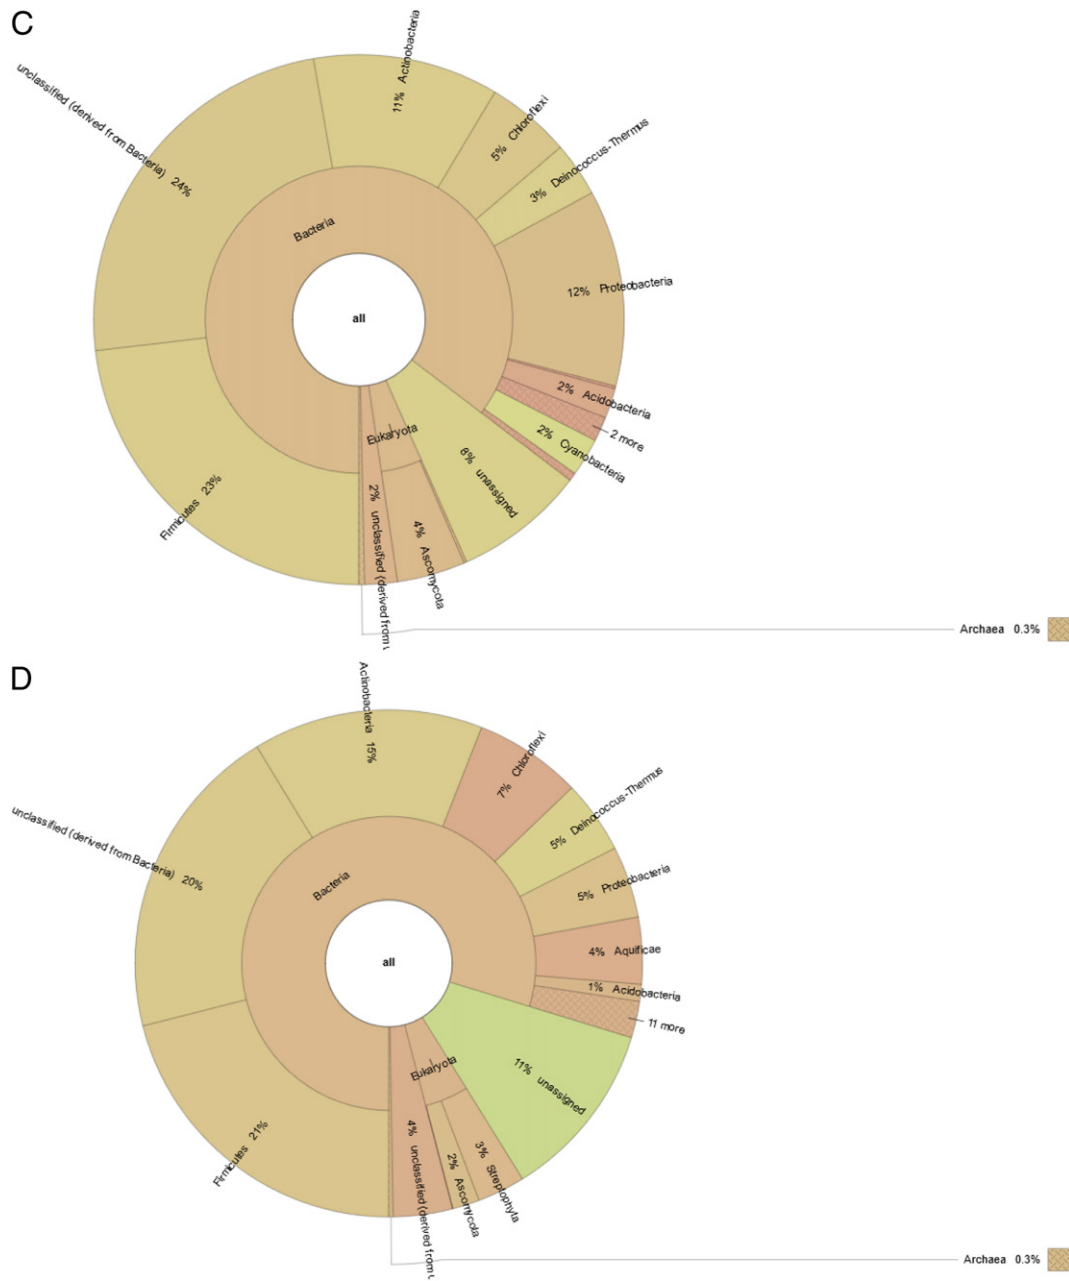 C
11% Actinobacteria
unclassified (derived from Bacteria) 24%
5% Chloroflexi
3% Deinococcus-Thermus
Bacteria
12% Proteobacteria
all
2% Acidobacteria
2 more
2% Cyanobacteria
Eukaryota
8% unassigned
Firmicutes 23%
2% unclassified (derived from
4% Ascomycota
Archaea 0.3%
D
Actinobacteria 15%
7% Chloroflexi
5% Deinococcus-Thermus
unclassified (derived from Bacteria) 20%
Bacteria
5% Proteobacteria
4% Aquificae
all
1% Acidobacteria
11 more
Eukaryota
11% unassigned
Firmicutes 21%
4% unclassified (derived from
2% Ascomycota
3% Streptophyta
Archaea 0.3%